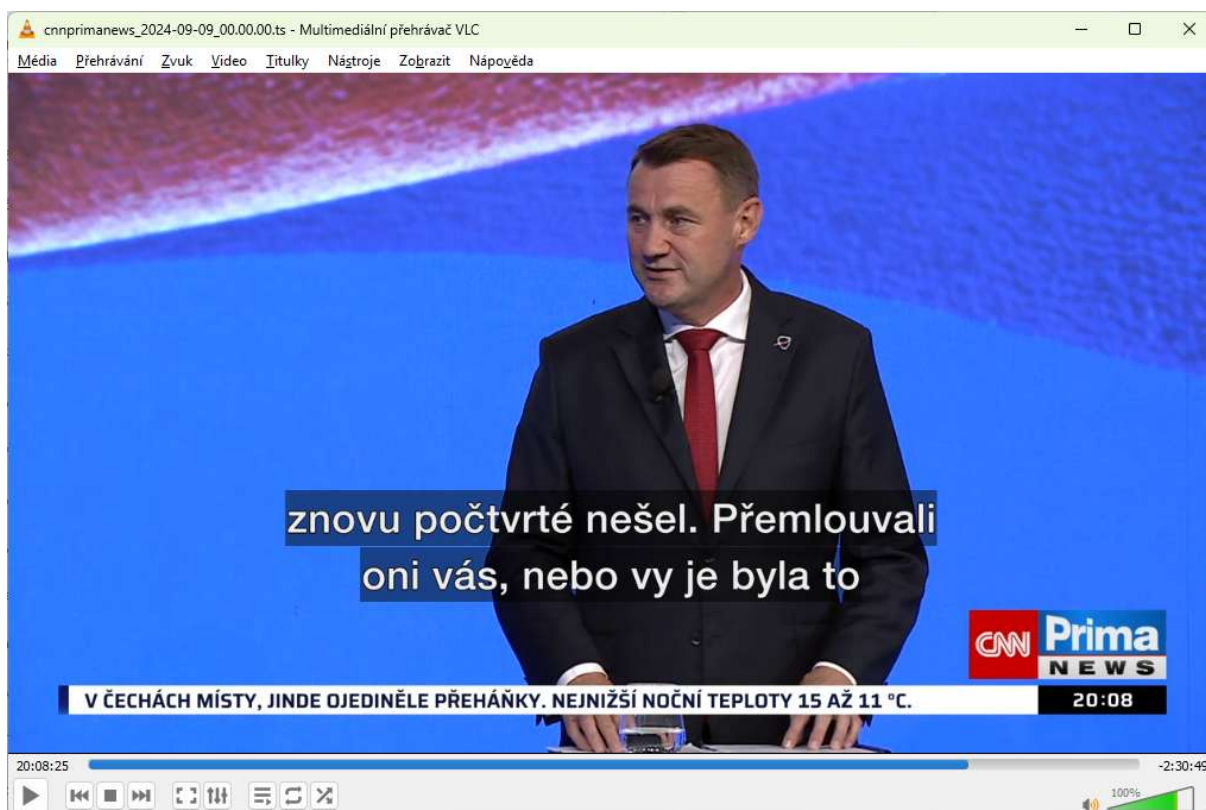 cnnprimanews_2024-09-09_00.00.00.ts - Multimediální přehrávač VLC
Média Přehrávání Zvuk Video Titulky Nástroje Zobrazit Nápověda
znovu počtvrté nešel. Přemlouvali
oni vás, nebo vy je byla to
CNN Prima
NEWS
V ČECHÁCH MÍSTY, JINDE OJEDINĚLE PŘEHÁŇKY. NEJNIŽŠÍ NOČNÍ TEPLOTY 15 AŽ 11 °C.
20:08
20:08:25
-2:30:49
100%